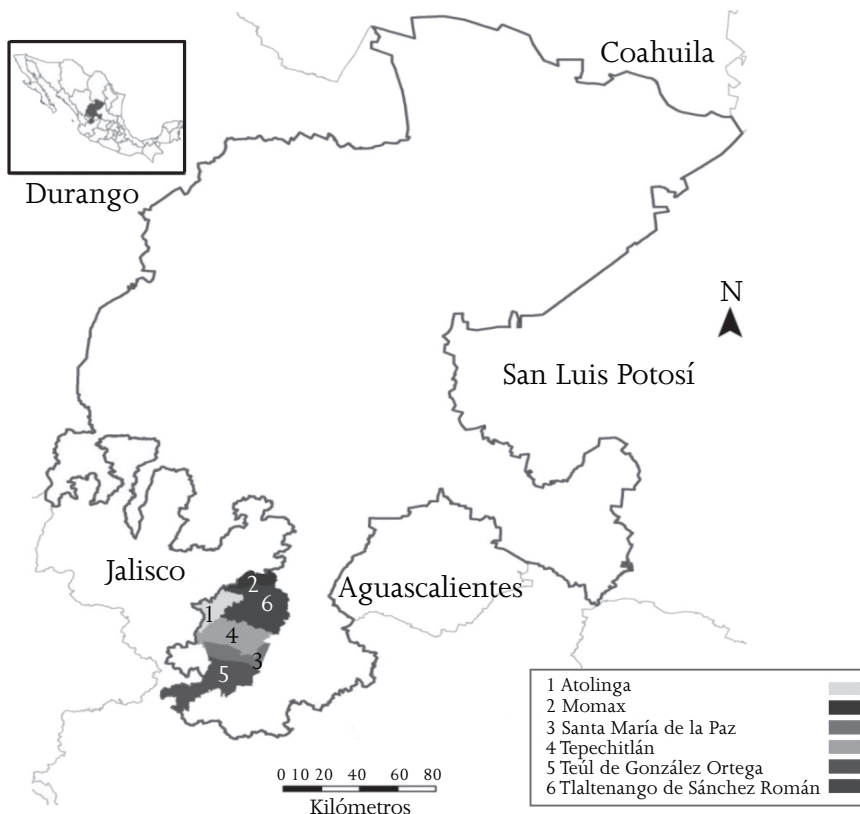 Coahuila
Durango
N
San Luis Potosí
Jalisco
Aguascalientes
2
6
1
4
3
5
1 Atolinga
2 Momax
3 Santa María de la Paz
4 Tepechitlán
5 Teúl de González Ortega
6 Tlaltenango de Sánchez Román
0 10 20 40 60 80
Kilómetros